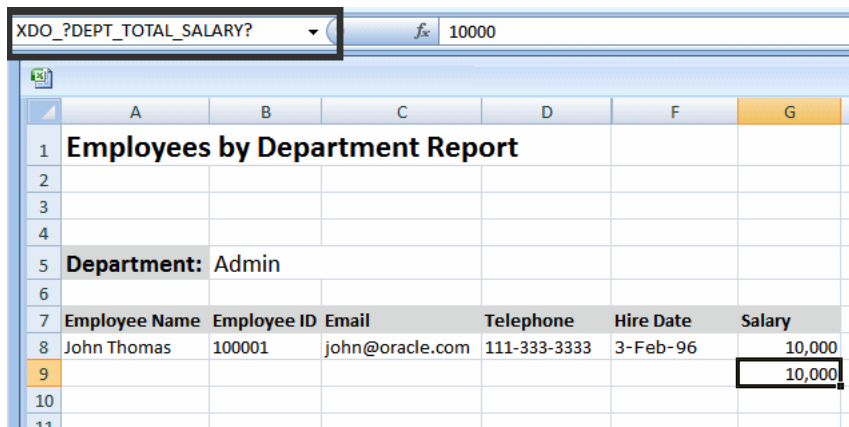 XDO_?DEPT_TOTAL_SALARY? fx 10000
A B C D F G
1 Employees by Department Report
2
3
4
5 Department: Admin
6
7 Employee Name Employee ID Email Telephone Hire Date Salary
8 John Thomas 100001 john@oracle.com 111-333-3333 3-Feb-96 10,000
9 10,000
10
11